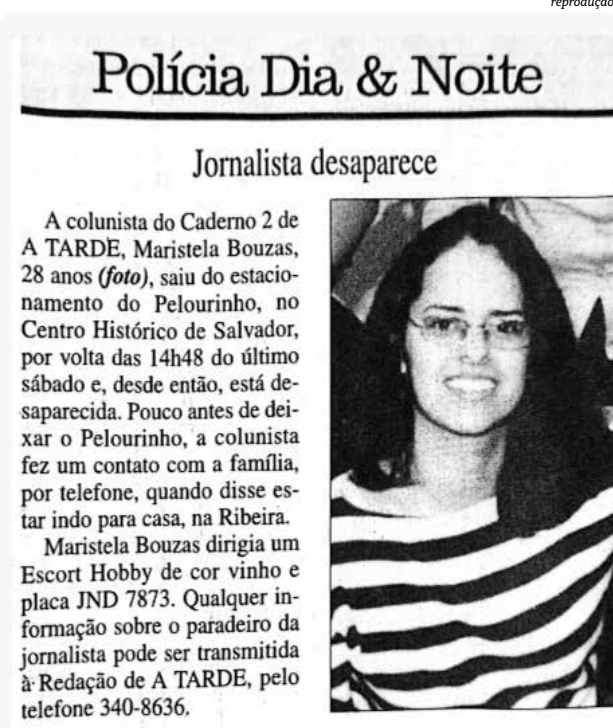 reprodução
Polícia Dia & Noite
Jornalista desaparece
A colunista do Caderno 2 de
A TARDE, Maristela Bouzas,
28 anos (foto), saiu do estacio-
namento do Pelourinho, no
Centro Histórico de Salvador,
por volta das 14h48 do último
sábado e, desde então, está de-
saparecida. Pouco antes de dei-
xar o Pelourinho, a colunista
fez um contato com a família,
por telefone, quando disse es-
tar indo para casa, na Ribeira.
Maristela Bouzas dirigia um
Escort Hobby de cor vinho e
placa JND 7873. Qualquer in-
formação sobre o paradeiro da
jornalista pode ser transmitida
à Redação de A TARDE, pelo
telefone 340-8636.